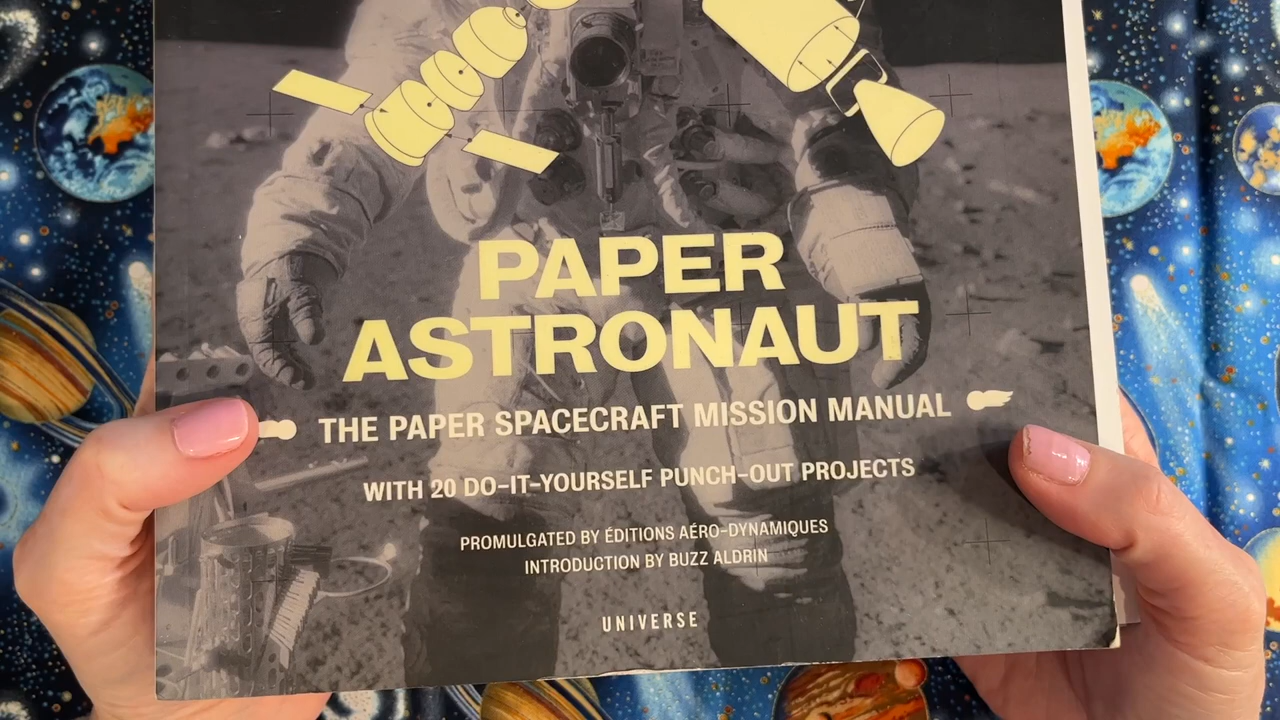 PAPER
ASTRONAUT
THE PAPER SPACECRAFT MISSION MANUAL
WITH 20 DO-IT-YOURSELF PUNCH-OUT PROJECTS
PROMULGATED BY ÉDITIONS AÉRO-DYNAMIQUES
INTRODUCTION BY BUZZ ALDRIN
UNIVERSE